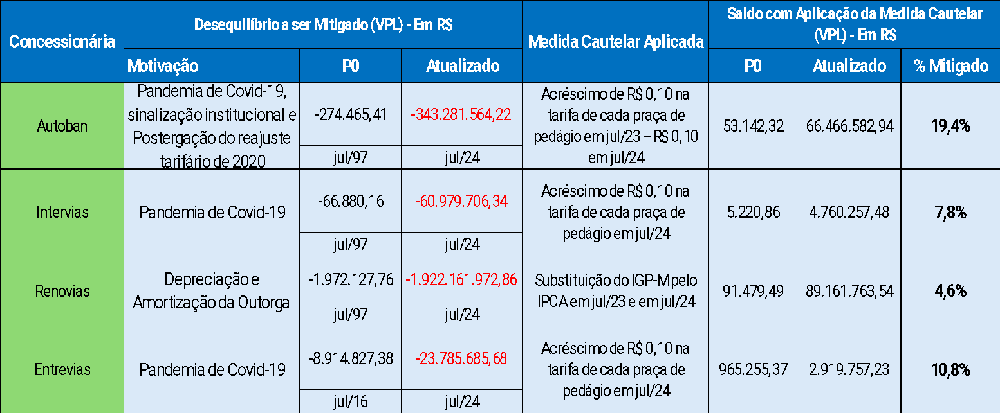 Concessionária
Desequilíbrio a ser Mitigado (VPL) - Em R$
Medida Cautelar Aplicada
Saldo com Aplicação da Medida Cautelar
(VPL) - Em R$
Motivação
P0
Atualizado
P0
Atualizado
% Mitigado
Autoban
Pandemia de Covid-19,
sinalização institucional e
Postergação do reajuste
tarifário de 2020
-274.465,41
-343.281.564,22
jul/97
jul/24
Acréscimo de R$ 0,10 na
tarifa de cada praça de
pedágio em jul/23 + R$ 0,10
em jul/24
53.142,32
66.466.582,94
19,4%
Intervias
Pandemia de Covid-19
-66.880,16
-60.979.706,34
jul/97
jul/24
Acréscimo de R$ 0,10 na
tarifa de cada praça de
pedágio em jul/24
5.220,86
4.760.257,48
7,8%
Renovias
Depreciação e
Amortização da Outorga
-1.972.127,76
-1.922.161.972,86
jul/97
jul/24
Substituição do IGP-Mpelo
IPCA em jul/23 e em jul/24
91.479,49
89.161.763,54
4,6%
Entrevias
Pandemia de Covid-19
-8.914.827,38
-23.785.685,68
jul/16
jul/24
Acréscimo de R$ 0,10 na
tarifa de cada praça de
pedágio em jul/24
965.255,37
2.919.757,23
10,8%